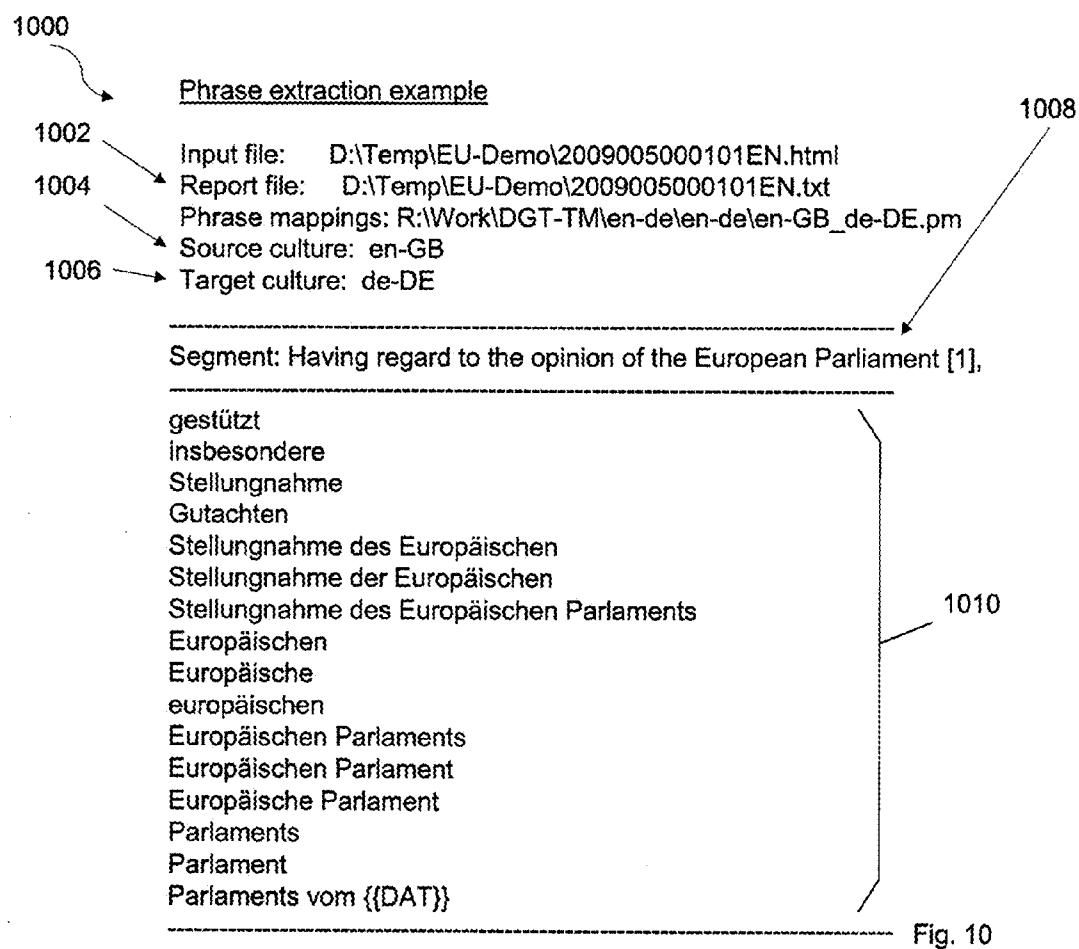 1000
Phrase extraction example
1008
1002
Input file: D:\Temp\EU-Demo\2009005000101EN.html
1004
Report file: D:\Temp\EU-Demo\2009005000101EN.txt
Phrase mappings: R:\Work\DGT-TM\en-de\en-de\en-GB_de-DE.pm
Source culture: en-GB
1006
Target culture: de-DE
Segment: Having regard to the opinion of the European Parliament [1],
gestützt
insbesondere
Stellungnahme
Gutachten
Stellungnahme des Europäischen
Stellungnahme der Europäischen
Stellungnahme des Europäischen Parlaments
1010
Europäischen
Europäische
europäischen
Europäischen Parlaments
Europäischen Parlament
Europäische Parlament
Parlaments
Parlament
Parlaments vom {{DAT}}
Fig. 10